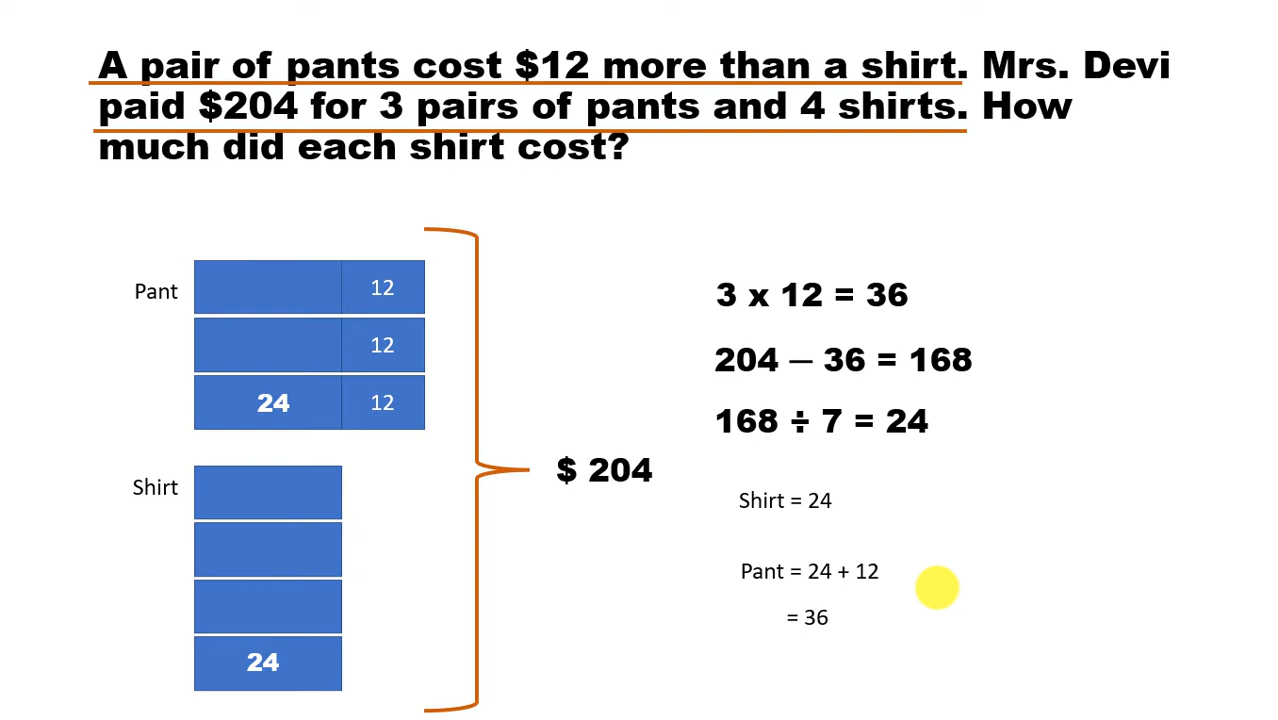 A pair of pants cost $12 more than a shirt. Mrs. Devi
paid $204 for 3 pairs of pants and 4 shirts. How
much did each shirt cost?
Pant
12
12
24 12
Shirt
24
$ 204
3 x 12 = 36
204 — 36 = 168
168 ÷ 7 = 24
Shirt = 24
Pant = 24 + 12
= 36